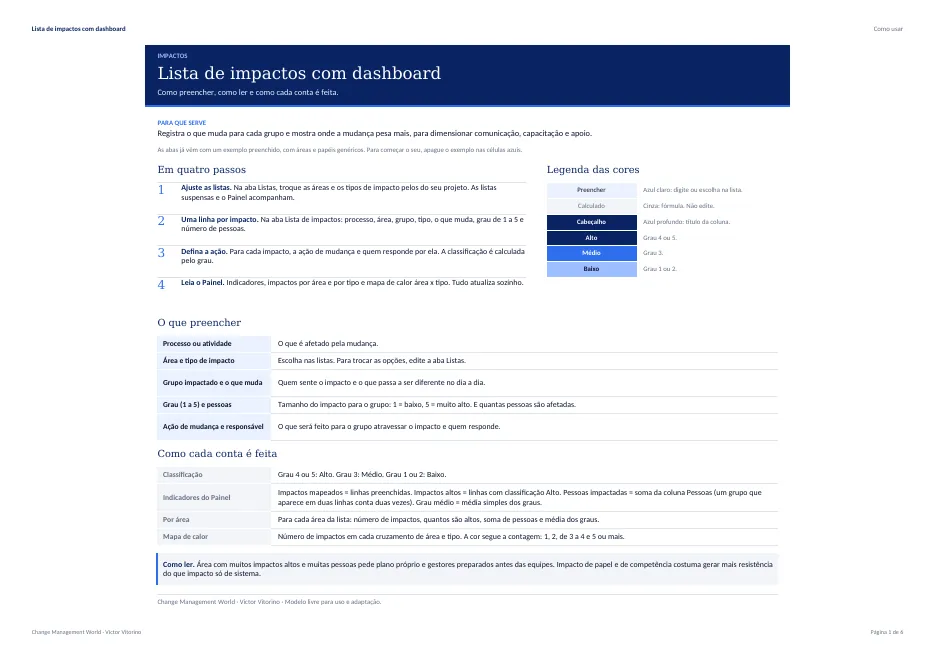 Lista de impactos com dashboard
Como usar
IMPACTOS
Lista de impactos com dashboard
Como preencher, como ler e como cada conta é feita.
PARA QUE SERVE
Registra o que muda para cada grupo e mostra onde a mudança pesa mais, para dimensionar comunicação, capacitação e apoio.
As abas já vêm com um exemplo preenchido, com áreas e papéis genéricos. Para começar o seu, apague o exemplo nas células azuis.
Em quatro passos
1 Ajuste as listas. Na aba Listas, troque as áreas e os tipos de impacto pelos do seu projeto. As listas
suspensas e o Painel acompanham.
2 Uma linha por impacto. Na aba Lista de impactos: processo, área, grupo, tipo, o que muda, grau de 1 a 5 e
número de pessoas.
3 Defina a ação. Para cada impacto, a ação de mudança e quem responde por ela. A classificação é calculada
pelo grau.
4 Leia o Painel. Indicadores, impactos por área e por tipo e mapa de calor área x tipo. Tudo atualiza sozinho.
Legenda das cores
Preencher Azul claro: digite ou escolha na lista.
Calculado Cinza: fórmula. Não edite.
Cabeçalho Azul profundo: título da coluna.
Alto Grau 4 ou 5.
Médio Grau 3.
Baixo Grau 1 ou 2.
O que preencher
Processo ou atividade O que é afetado pela mudança.
Área e tipo de impacto Escolha nas listas. Para trocar as opções, edite a aba Listas.
Grupo impactado e o que muda Quem sente o impacto e o que passa a ser diferente no dia a dia.
Grau (1 a 5) e pessoas Tamanho do impacto para o grupo: 1 = baixo, 5 = muito alto. E quantas pessoas são afetadas.
Ação de mudança e responsável O que será feito para o grupo atravessar o impacto e quem responde.
Como cada conta é feita
Classificação Grau 4 ou 5: Alto. Grau 3: Médio. Grau 1 ou 2: Baixo.
Indicadores do Painel Impactos mapeados = linhas preenchidas. Impactos altos = linhas com classificação Alto. Pessoas impactadas = soma da coluna Pessoas (um grupo que
aparece em duas linhas conta duas vezes). Grau médio = média simples dos graus.
Por área Para cada área da lista: número de impactos, quantos são altos, soma de pessoas e média dos graus.
Mapa de calor Número de impactos em cada cruzamento de área e tipo. A cor segue a contagem: 1, 2, de 3 a 4 e 5 ou mais.
Como ler. Área com muitos impactos altos e muitas pessoas pede plano próprio e gestores preparados antes das equipes. Impacto de papel e de competência costuma gerar mais resistência
do que impacto só de sistema.
Change Management World · Victor Vitorino · Modelo livre para uso e adaptação.
Change Management World · Victor Vitorino
Página 1 de 6